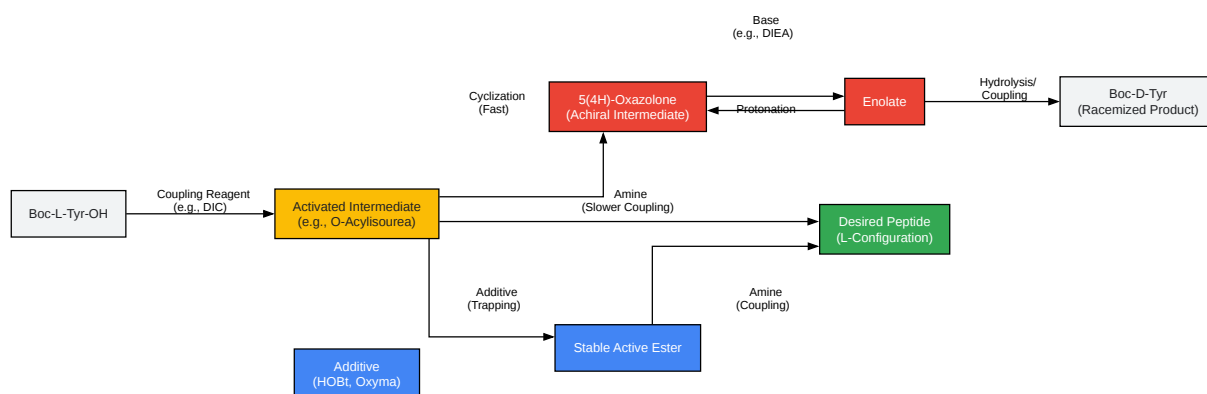 Base
(e.g., DIEA)
Cyclization
(Fast)
5(4H)-Oxazolone
(Achiral Intermediate)
Protonation
Enolate
Hydrolysis/
Coupling
Boc-D-Tyr
(Racemized Product)
Boc-L-Tyr-OH
Coupling Reagent
(e.g., DIC)
Activated Intermediate
(e.g., O-Acylisourea)
Amine
(Slower Coupling)
Desired Peptide
(L-Configuration)
Additive
(Trapping)
Amine
(Coupling)
Stable Active Ester
Additive
(HOBt, Oxyma)